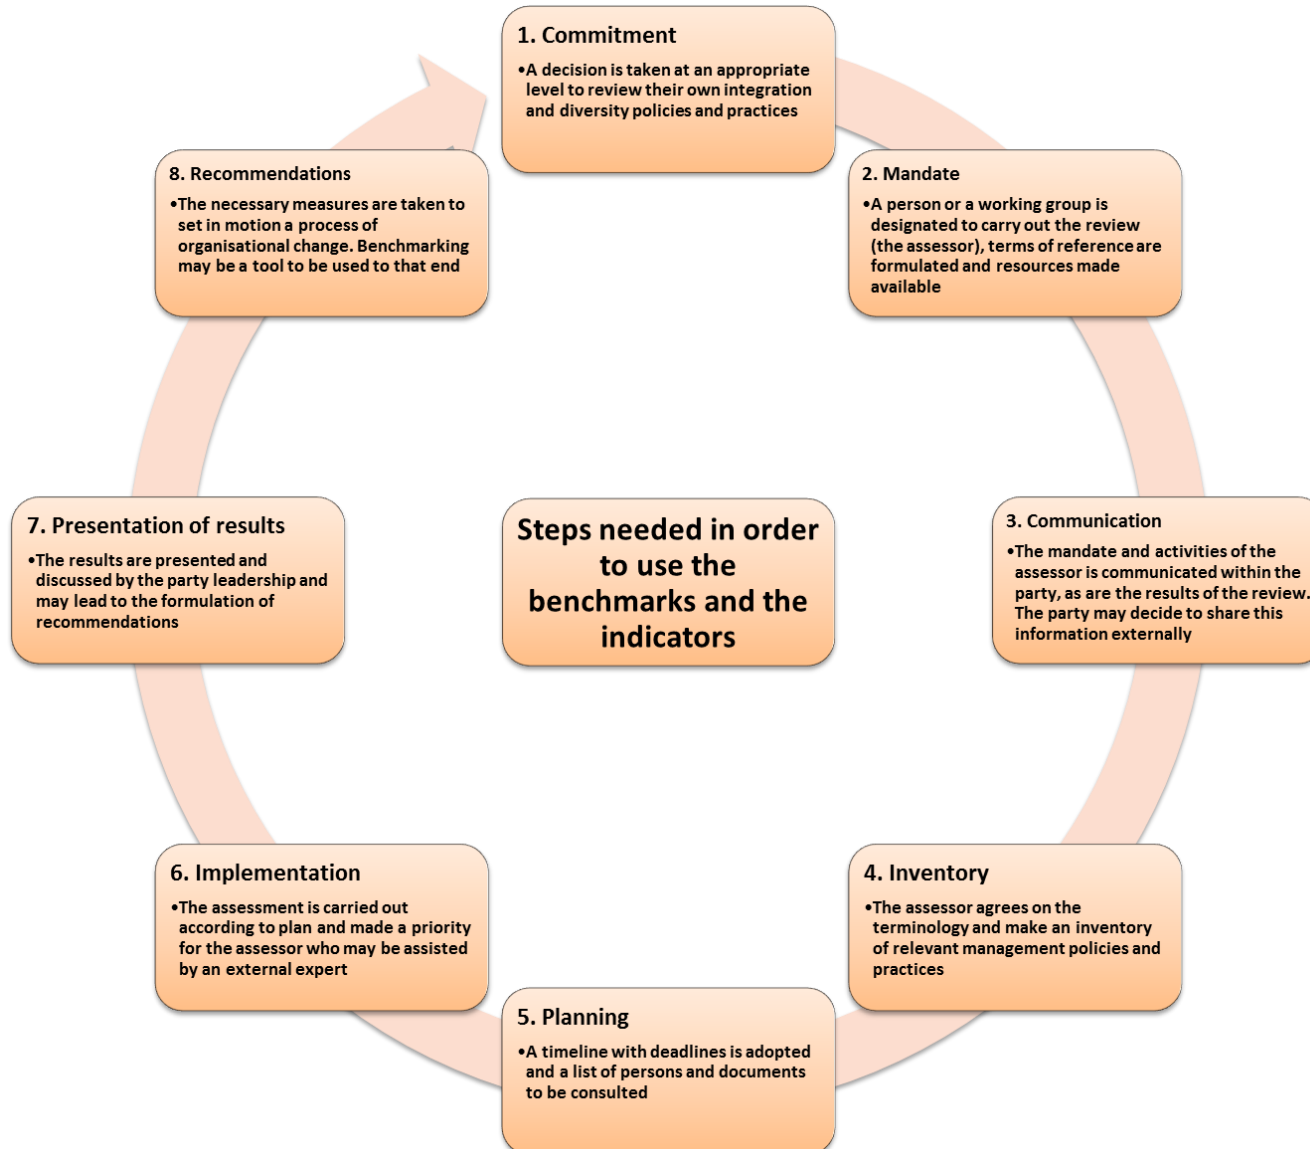 1. Commitment
•A decision is taken at an appropriate
level to review their own integration
and diversity policies and practices
2. Mandate
•A person or a working group is
designated to carry out the review
(the assessor), terms of reference are
formulated and resources made
available
3. Communication
•The mandate and activities of the
assessor is communicated within the
party, as are the results of the review.
The party may decide to share this
information externally
4. Inventory
•The assessor agrees on the
terminology and make an inventory
of relevant management policies and
practices
5. Planning
•A timeline with deadlines is adopted
and a list of persons and documents
to be consulted
6. Implementation
•The assessment is carried out
according to plan and made a priority
for the assessor who may be assisted
by an external expert
7. Presentation of results
•The results are presented and
discussed by the party leadership and
may lead to the formulation of
recommendations
8. Recommendations
•The necessary measures are taken to
set in motion a process of
organisational change. Benchmarking
may be a tool to be used to that end
Steps needed in order
to use the
benchmarks and the
indicators